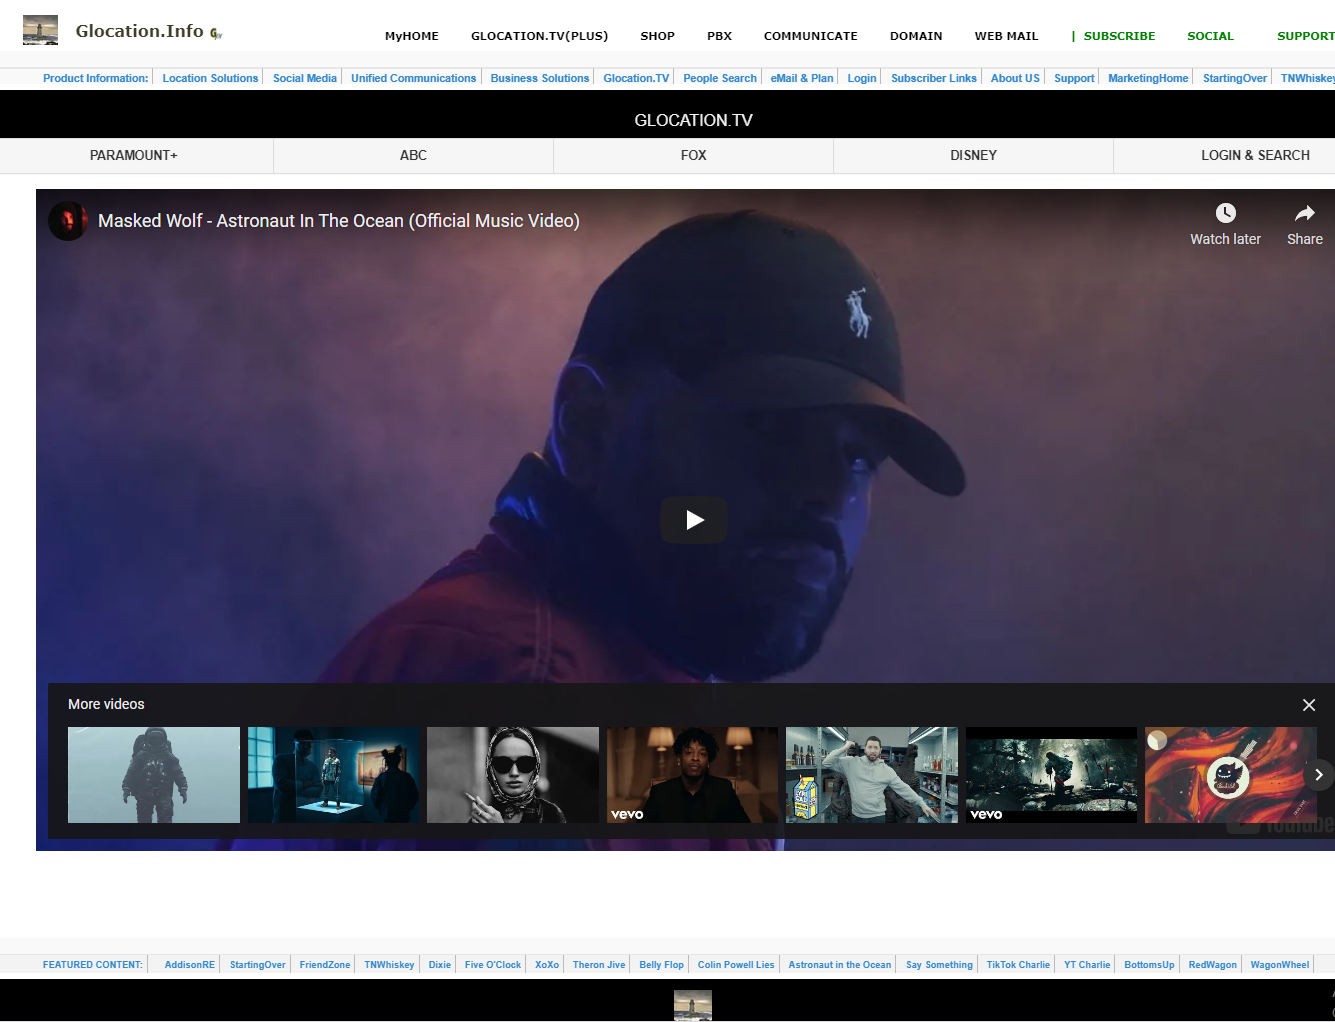 Glocation.Info
MyHOME GLOCATION.TV(PLUS) SHOP PBX COMMUNICATE DOMAIN WEB MAIL | SUBSCRIBE SOCIAL SUPPORT
Product Information: Location Solutions Social Media Unified Communications Business Solutions Glocation.TV People Search eMail & Plan Login Subscriber Links About US Support MarketingHome StartingOver TNWhiskey
GLOCATION.TV
PARAMOUNT+ ABC FOX DISNEY LOGIN & SEARCH
Masked Wolf - Astronaut In The Ocean (Official Music Video)
Watch later Share
More videos
vevo vevo
YouTube
FEATURED CONTENT: AddisonRE StartingOver FriendZone TNWhiskey Dixie Five O'Clock XoXo Theron Jive Belly Flop Colin Powell Lies Astronaut in the Ocean Say Something TikTok Charlie YT Charlie BottomsUp RedWagon WagonWheel